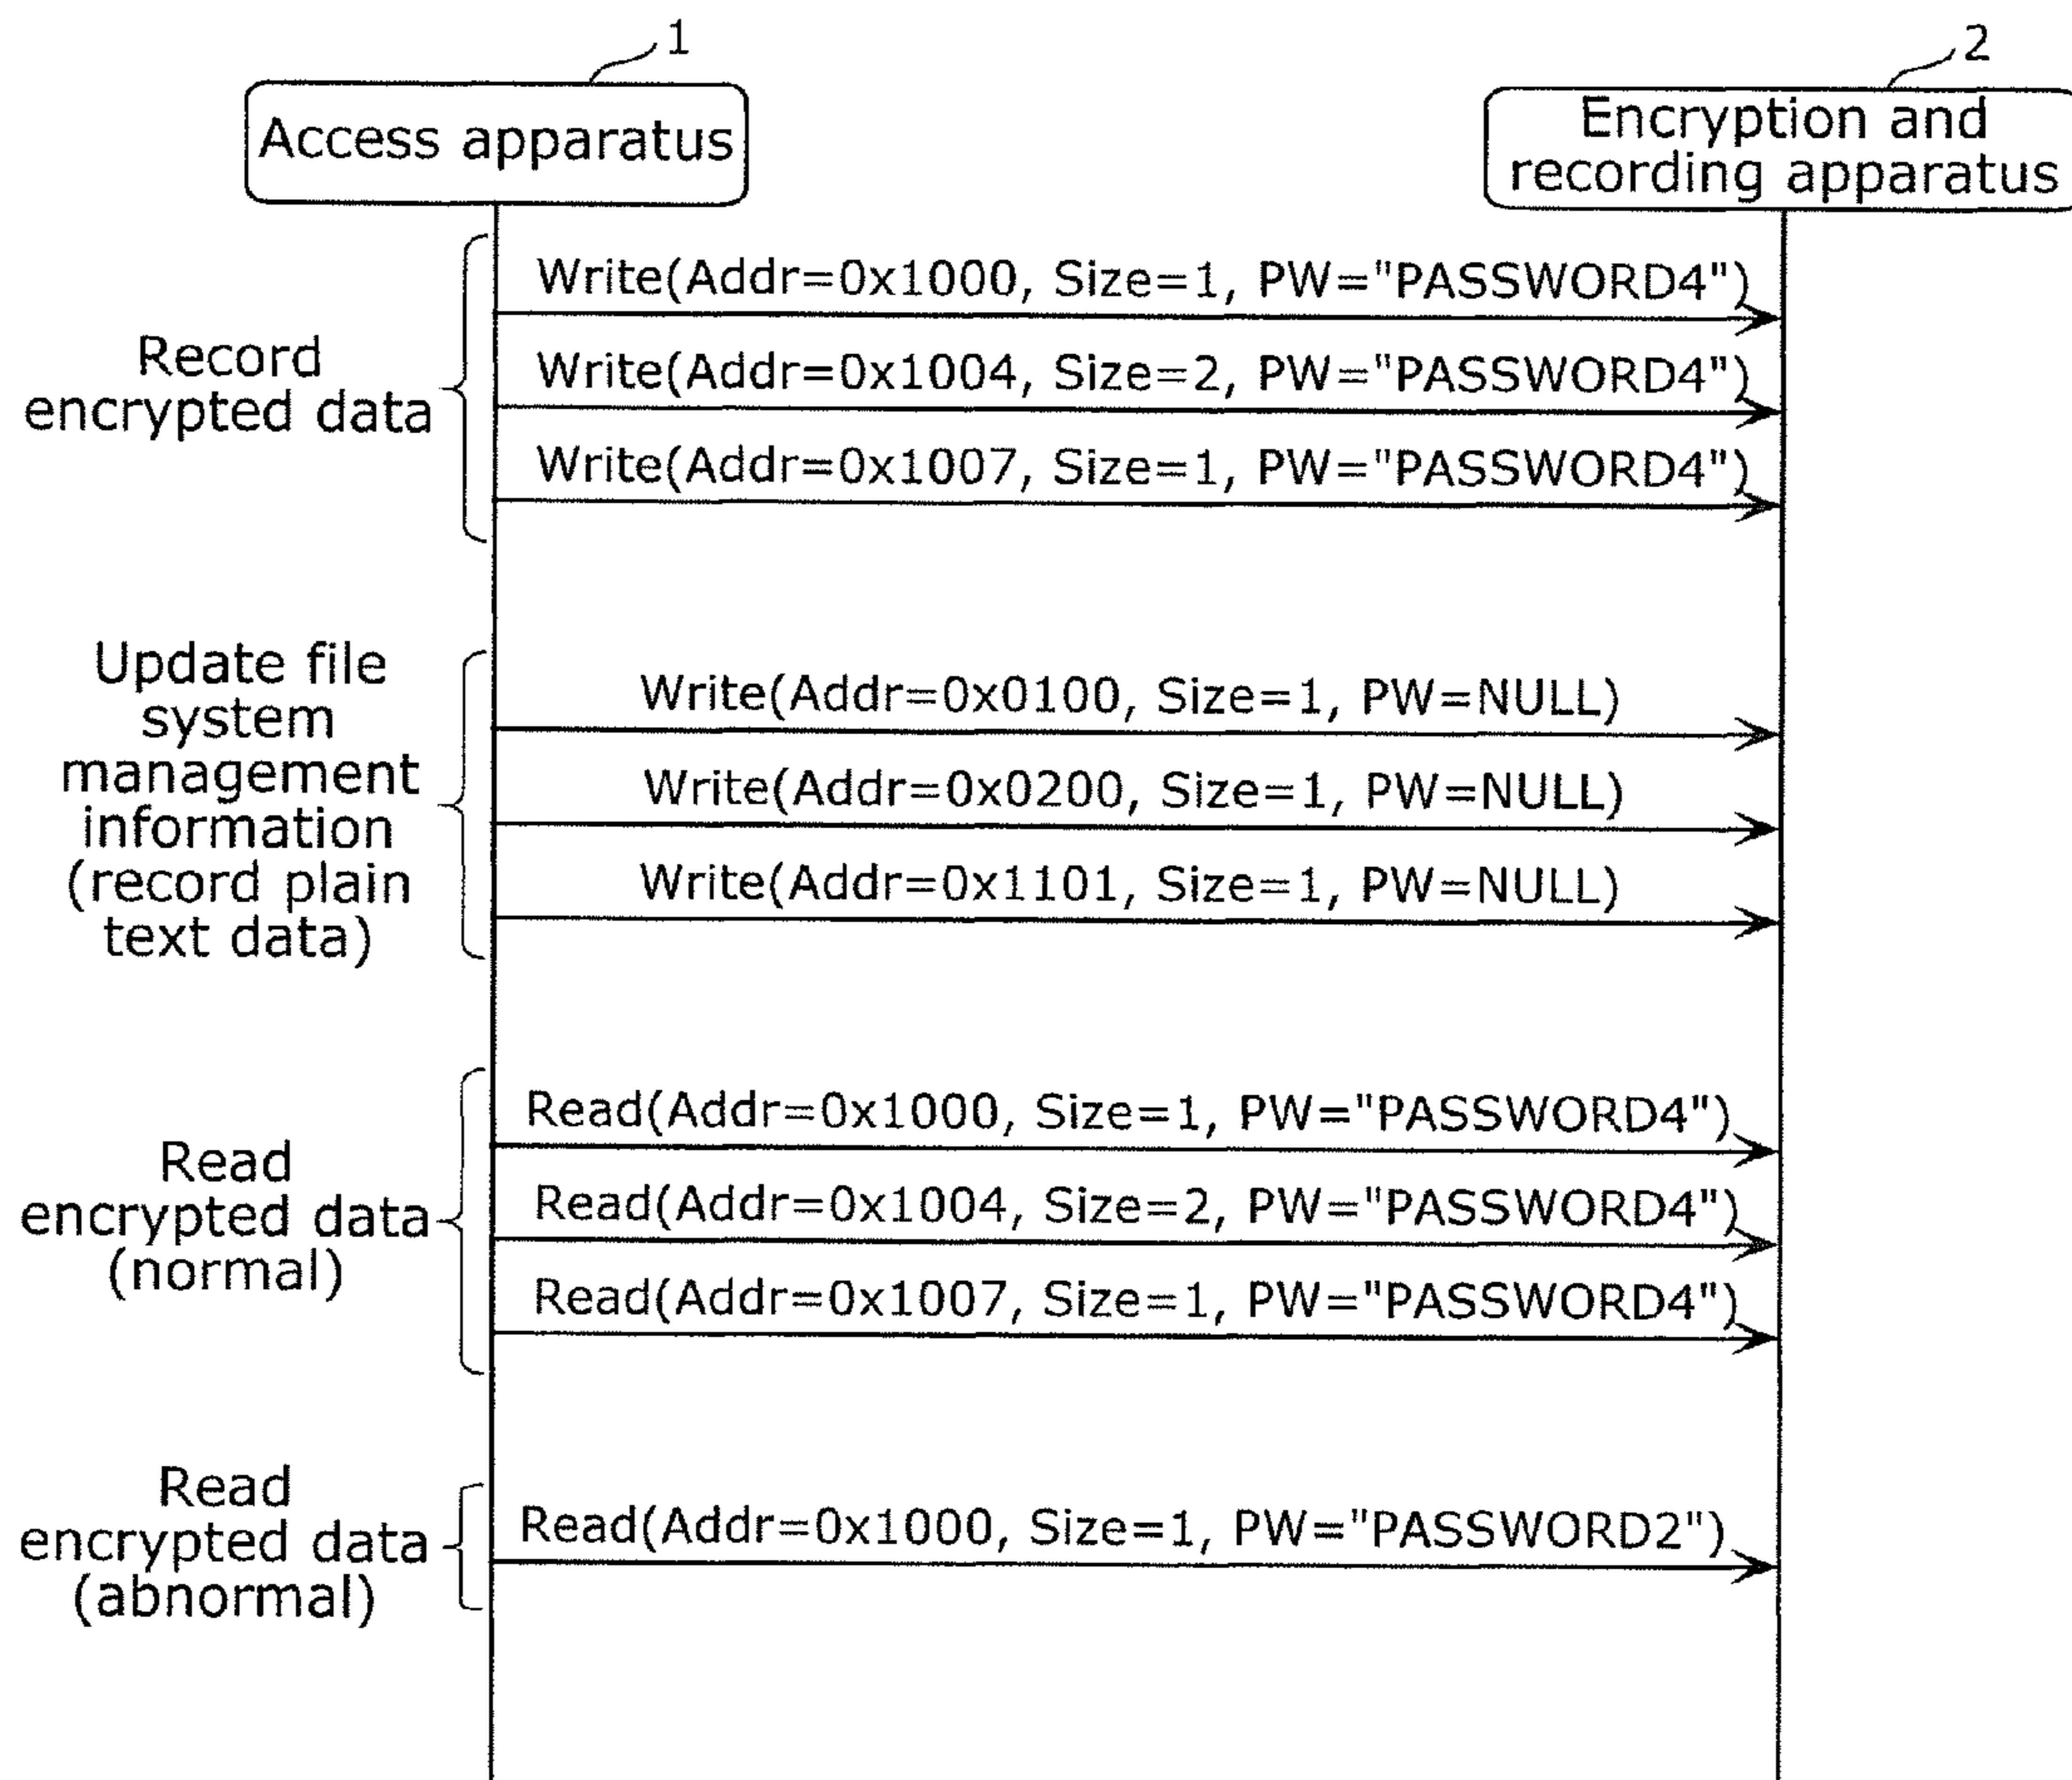 1
2
Access apparatus
Encryption and
recording apparatus
Record
encrypted data
Write(Addr=0x1000, Size=1, PW="PASSWORD4")
Write(Addr=0x1004, Size=2, PW="PASSWORD4")
Write(Addr=0x1007, Size=1, PW="PASSWORD4")
Update file
system
management
information
(record plain
text data)
Write(Addr=0x0100, Size=1, PW=NULL)
Write(Addr=0x0200, Size=1, PW=NULL)
Write(Addr=0x1101, Size=1, PW=NULL)
Read
encrypted data
(normal)
Read(Addr=0x1000, Size=1, PW="PASSWORD4")
Read(Addr=0x1004, Size=2, PW="PASSWORD4")
Read(Addr=0x1007, Size=1, PW="PASSWORD4")
Read
encrypted data
(abnormal)
Read(Addr=0x1000, Size=1, PW="PASSWORD2")